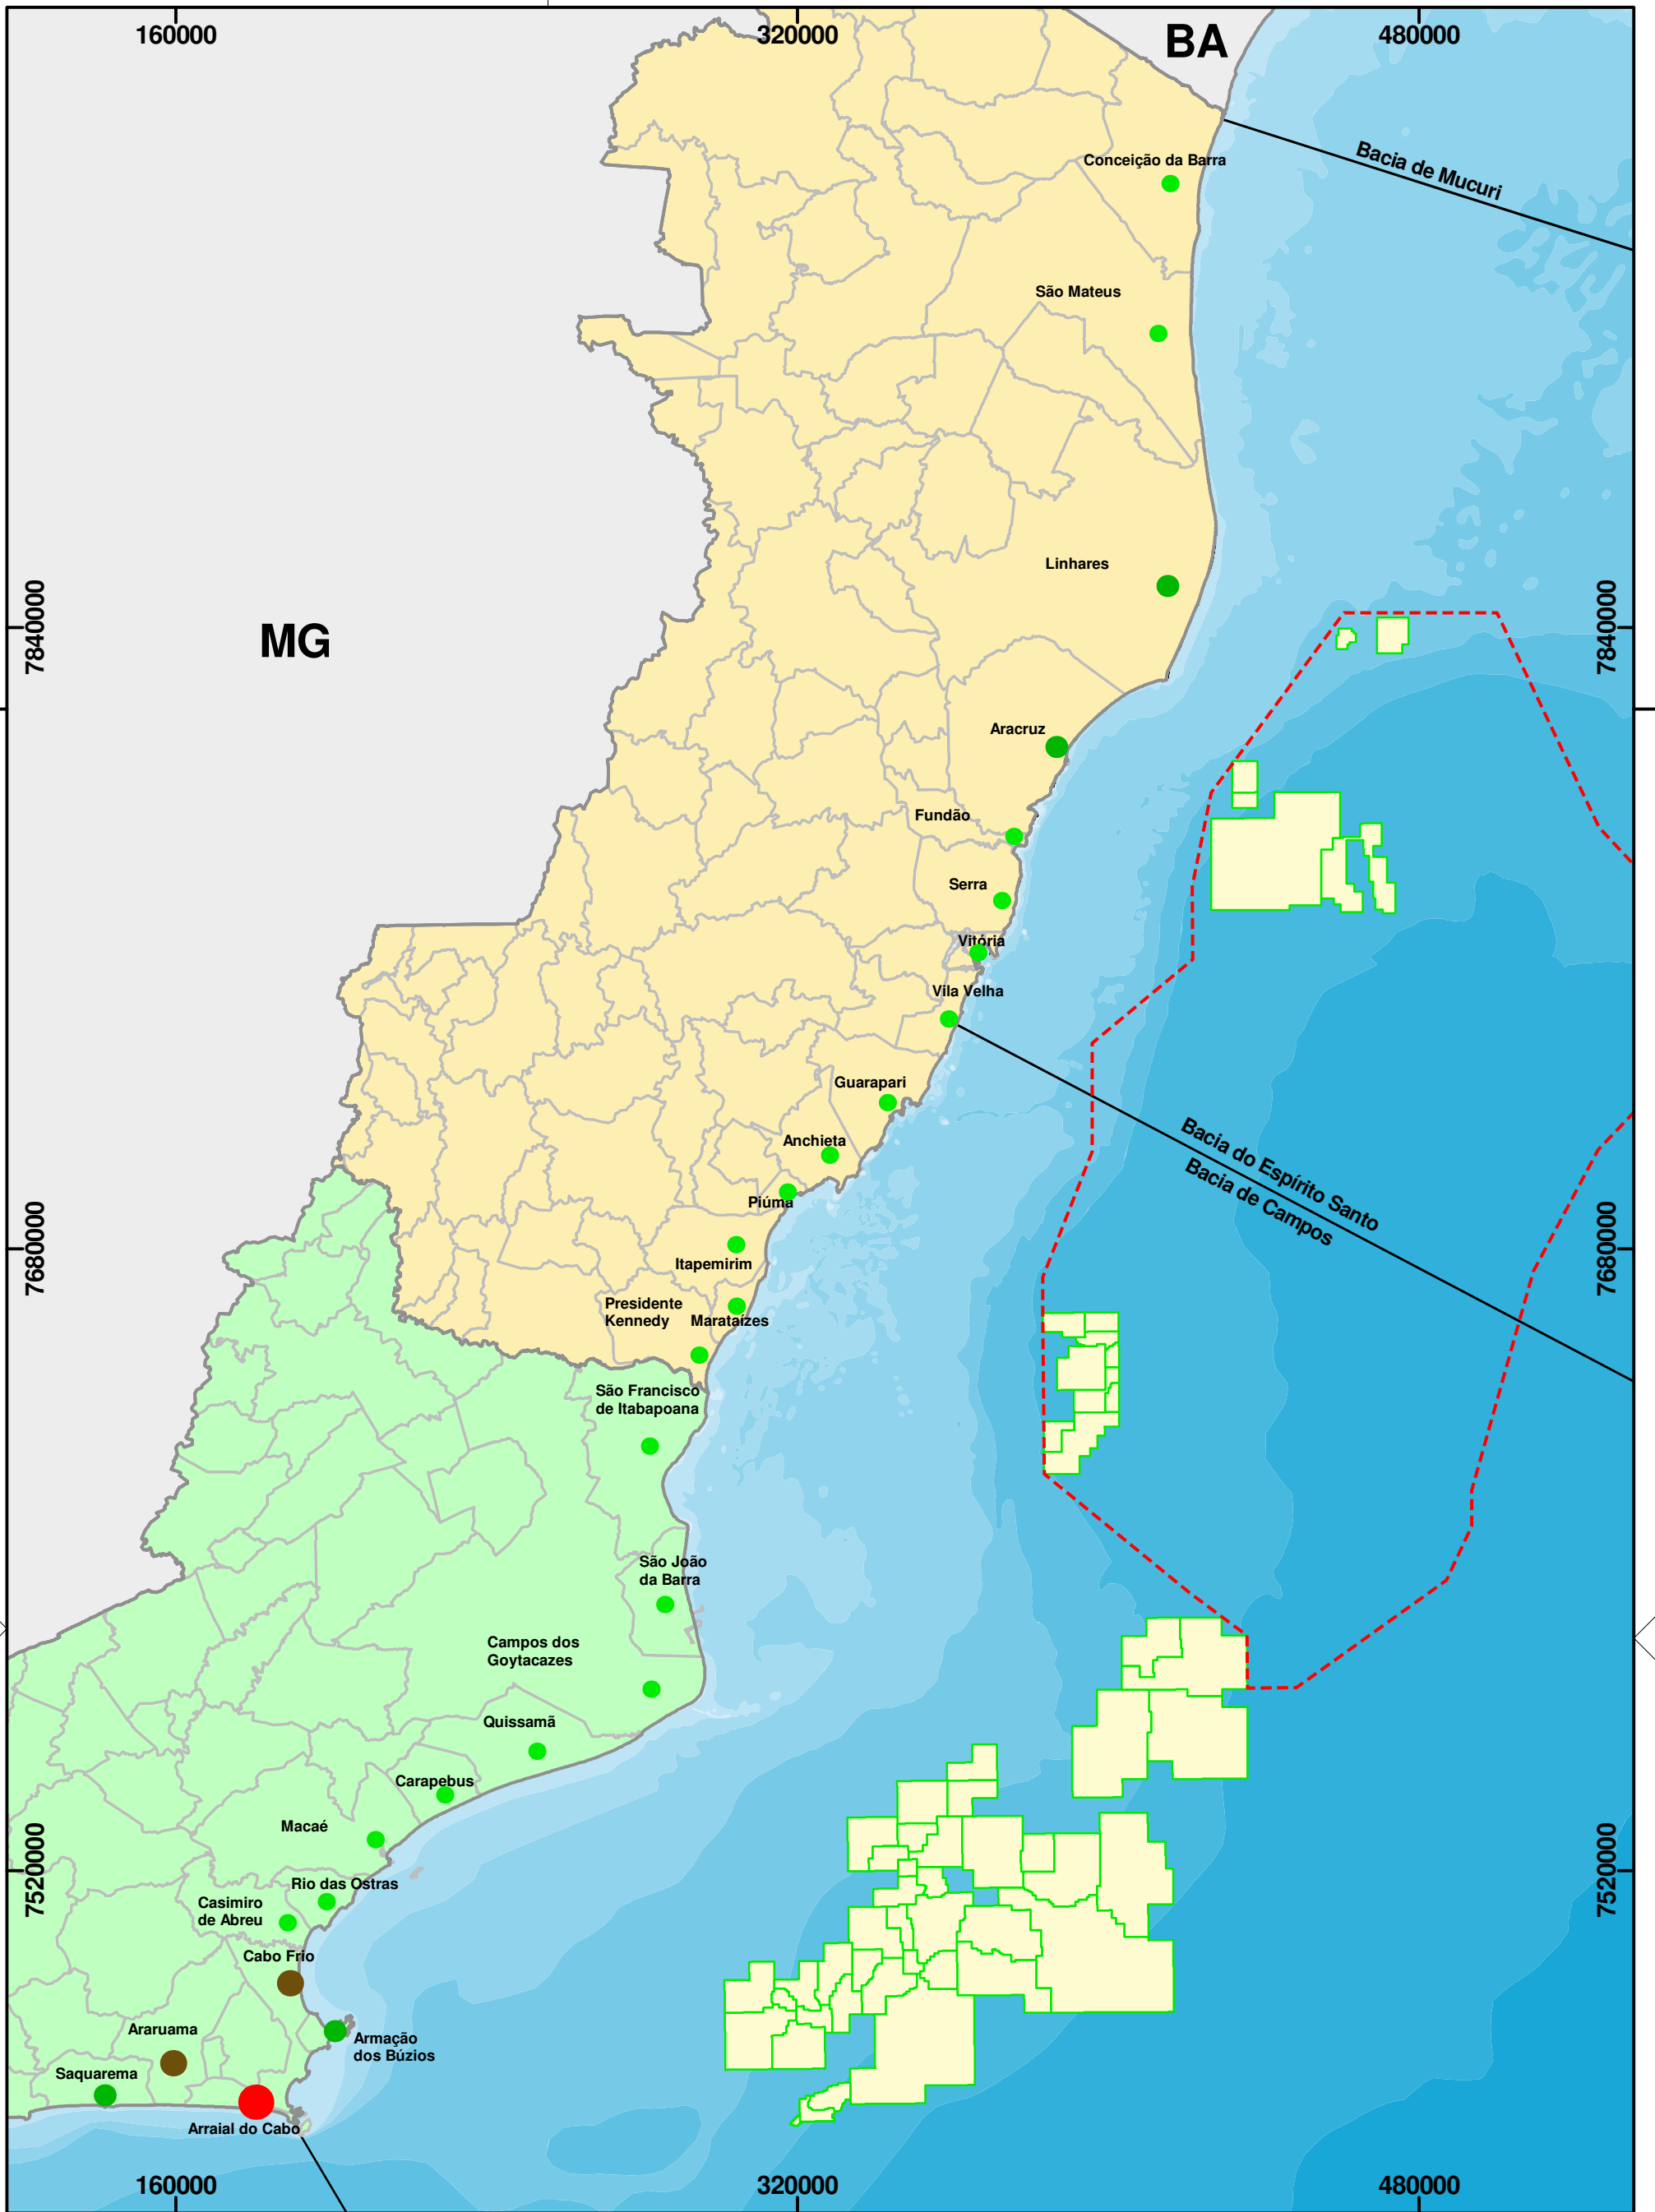 160000
320000
480000
BA
Bacia de Mucuri
Conceição da Barra
São Mateus
Linhares
7840000
7840000
MG
Aracruz
Fundão
Serra
Vitória
Vila Velha
Guarapari
Anchieta
Bacia do Espírito Santo
Bacia de Campos
Piúma
7680000
7680000
Itapemirim
Presidente
Kennedy
Marataízes
São Francisco
de Itabapoana
São João
da Barra
Campos dos
Goytacazes
Quissamã
Carapebus
Macaé
7520000
7520000
Rio das Ostras
Casimiro
de Abreu
Cabo Frio
Araruama
Armação
dos Búzios
Saquarema
Arraial do Cabo
160000
320000
480000